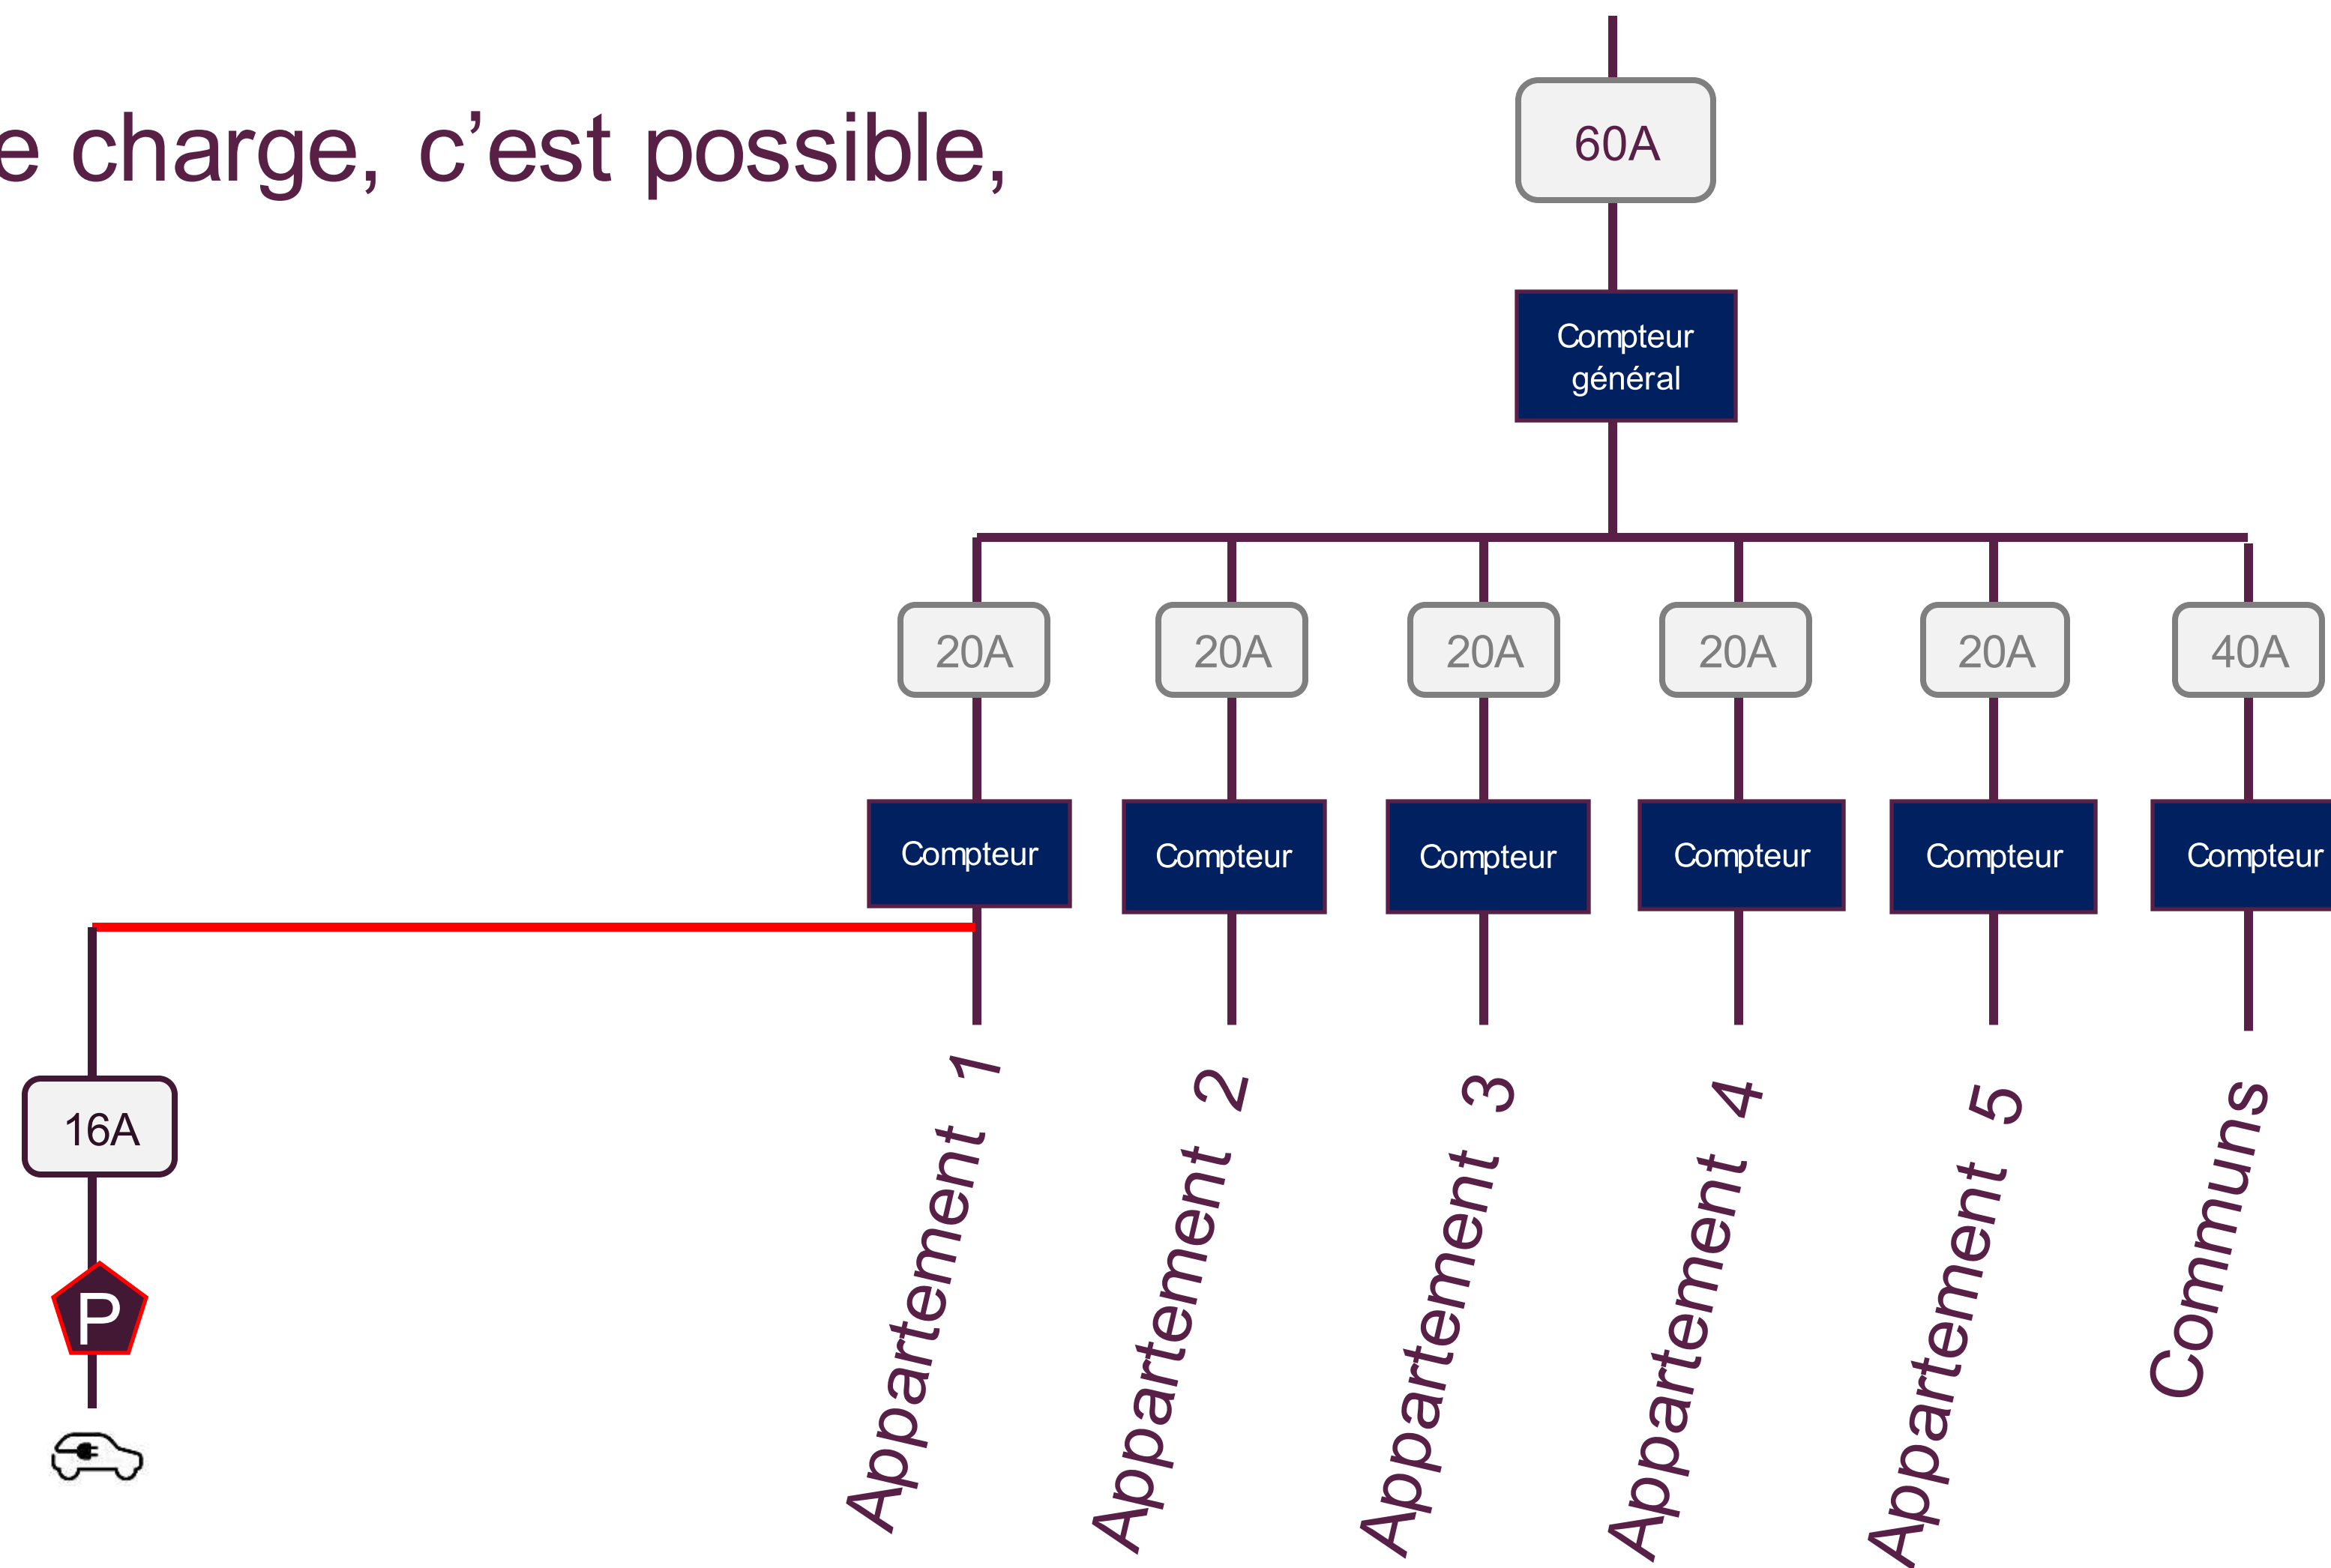 e charge, c’est possible,
60A
Compteur
général
20A
20A
20A
20A
20A
40A
Compteur
Compteur
Compteur
Compteur
Compteur
Compteur
16A
P
Appartement 1
Appartement 2
Appartement 3
Appartement 4
Appartement 5
Communs